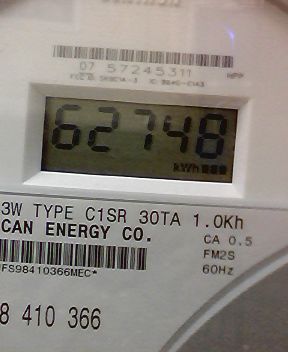 07 57245311
HPP
62748
kWh
3W TYPE C1SR 30TA 1.0Kh
CAN ENERGY CO.
CA 0.5
FM2S
60Hz
*FS98410366MEC*
8 410 366